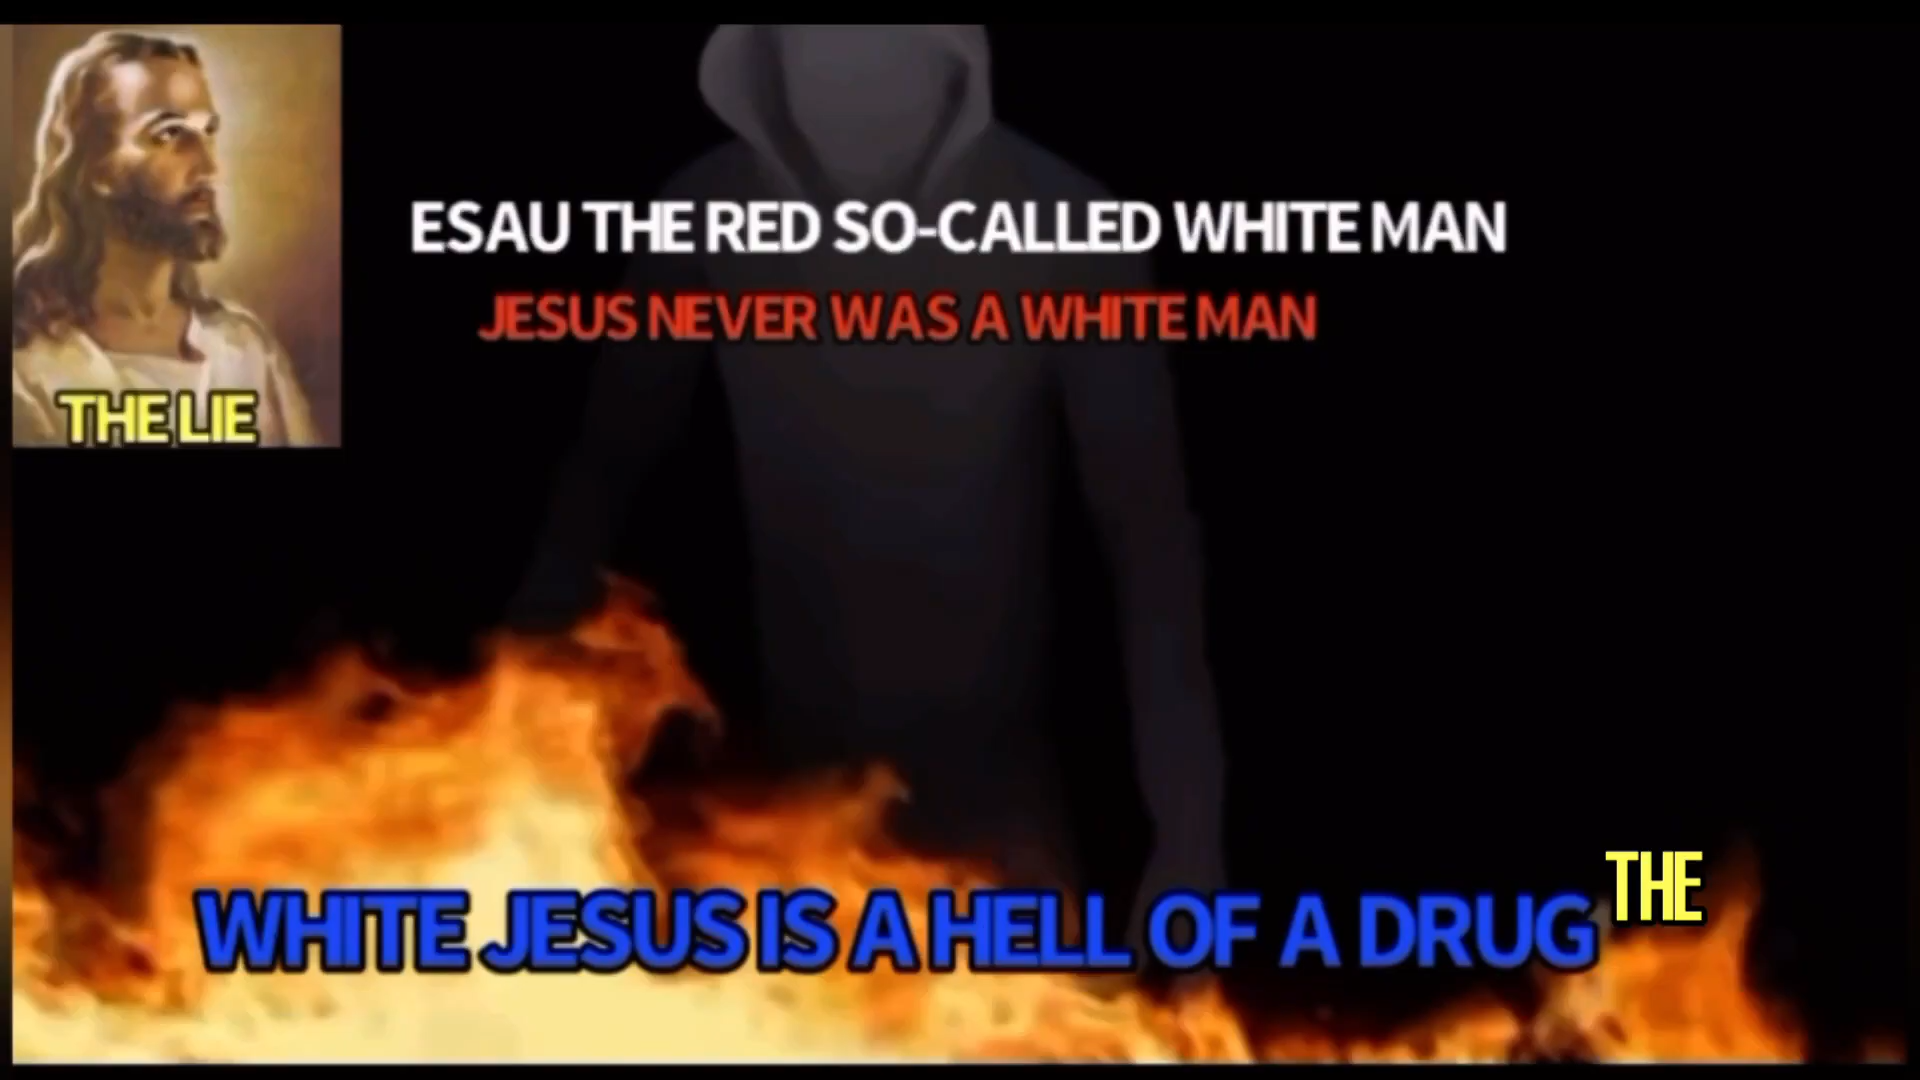 ESAU THE RED SO-CALLED WHITE MAN
JESUS NEVER WAS A WHITE MAN
THE LIE
WHITE JESUS IS A HELL OF A DRUG
THE